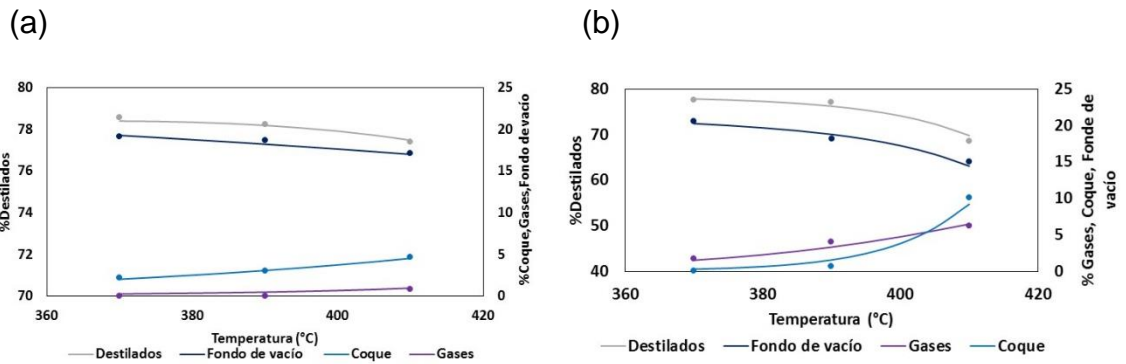 (a)
(b)
80
78
76
74
72
70
%Destilados
25
20
15
10
5
0
%Coque,Gases,Fondo de vacío
360
380
400
420
Temperatura (°C)
Destilados
Fondo de vacío
Coque
Gases
80
70
60
50
40
%Destilados
25
20
15
10
5
0
% Gases, Coque, Fonde de
vacío
360
380
400
420
Temperatura (°C)
Destilados
Fondo de vacío
Gases
Coque